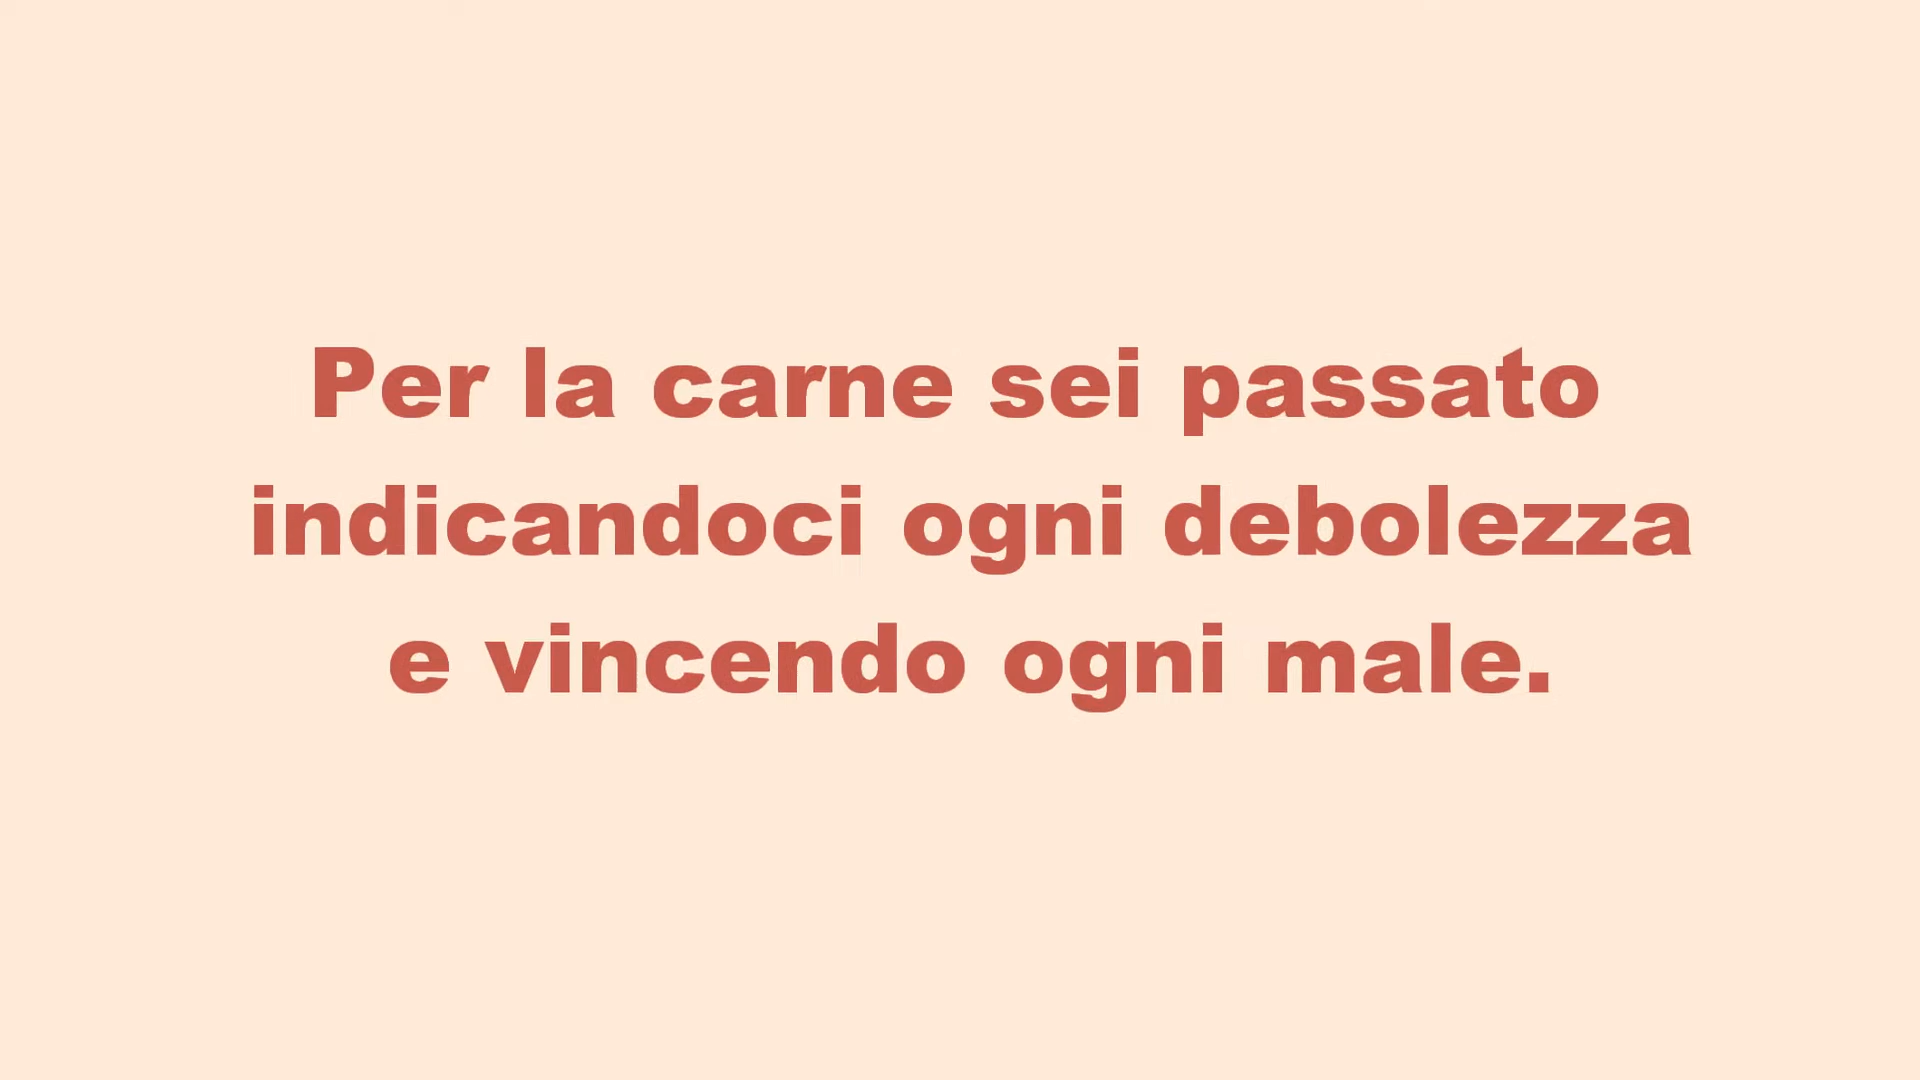 Per la carne sei passato
indicandoci ogni debolezza
e vincendo ogni male.